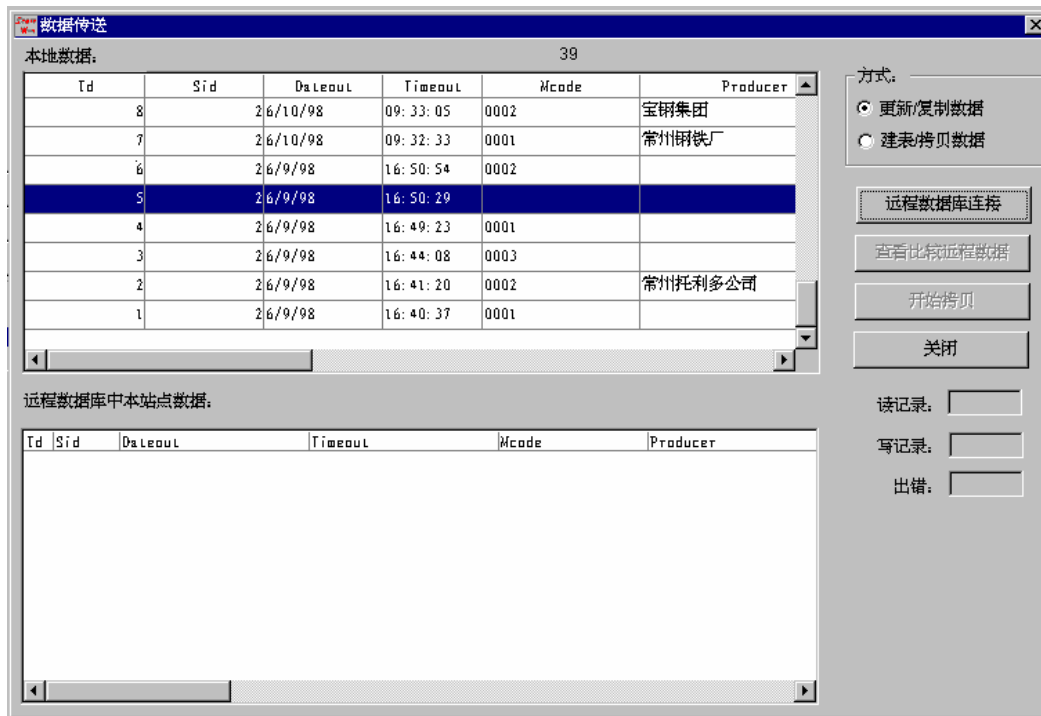 数据传送
本地数据: 39
Id Sid Dateout Timeout Mcode Producer
8 2 6/10/98 09:33:05 0002 宝钢集团
7 2 6/10/98 09:32:33 0001 常州钢铁厂
6 2 6/9/98 16:50:54 0002
5 2 6/9/98 16:50:29
4 2 6/9/98 16:49:23 0001
3 2 6/9/98 16:44:08 0003
2 2 6/9/98 16:41:20 0002 常州托利多公司
1 2 6/9/98 16:40:37 0001
方式:
更新/复制数据
建表/拷贝数据
远程数据库连接
查看比较远程数据
开始拷贝
关闭
远程数据库中本站点数据:
Id Sid Dateout Timeout Mcode Producer
读记录:
写记录:
出错: